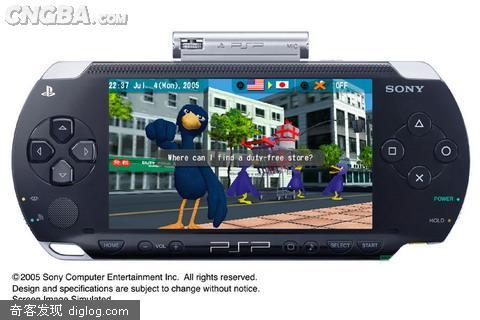 CNGBA.COM
PSP MIC
22:37 Jul. 4(Mon), 2005 OFF
SONY
Where can I find a duty-free store?
POWER
HOLD
HOME - VOL + PSP SELECT START
©2005 Sony Computer Entertainment Inc. All rights reserved.
Design and specifications are subject to change without notice.
Screen Image Simulated
奇客发现 diglog.com